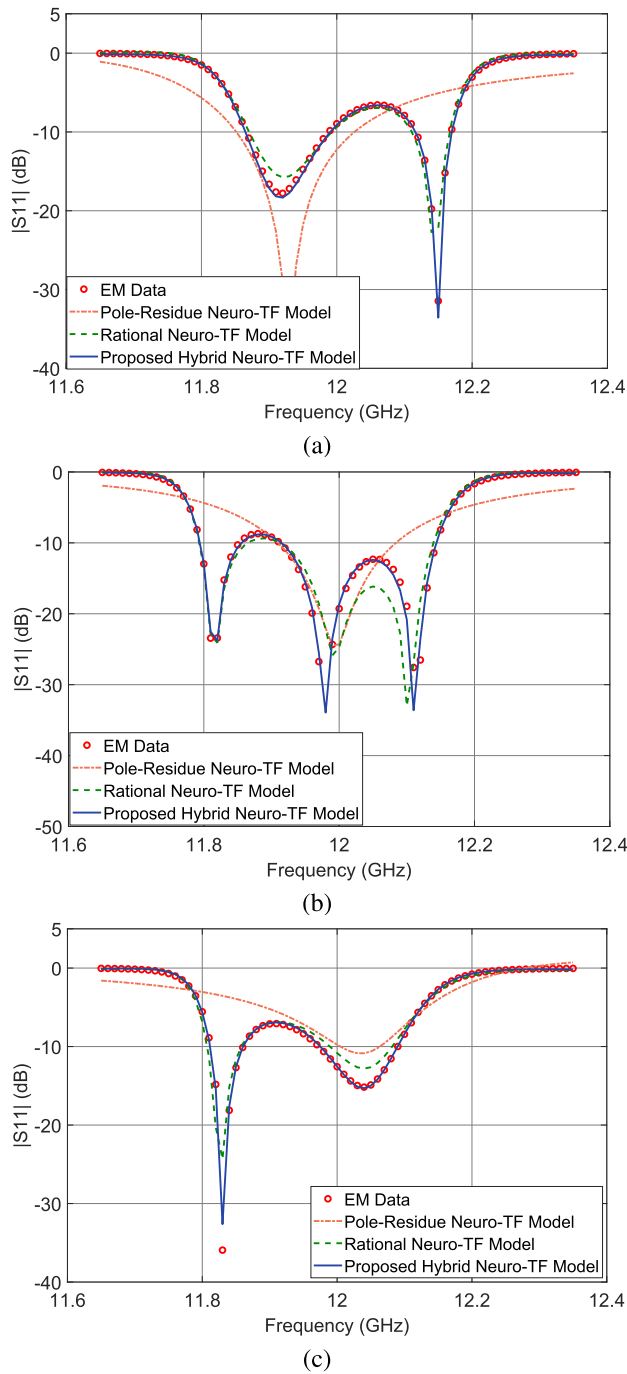 5
0
-10
-20
-30
-40
|S11| (dB)
EM Data
Pole-Residue Neuro-TF Model
Rational Neuro-TF Model
Proposed Hybrid Neuro-TF Model
11.6 11.8 12 12.2 12.4
Frequency (GHz)
(a)
0
-10
-20
-30
-40
-50
|S11| (dB)
EM Data
Pole-Residue Neuro-TF Model
Rational Neuro-TF Model
Proposed Hybrid Neuro-TF Model
11.6 11.8 12 12.2 12.4
Frequency (GHz)
(b)
5
0
-10
-20
-30
-40
|S11| (dB)
EM Data
Pole-Residue Neuro-TF Model
Rational Neuro-TF Model
Proposed Hybrid Neuro-TF Model
11.6 11.8 12 12.2 12.4
Frequency (GHz)
(c)